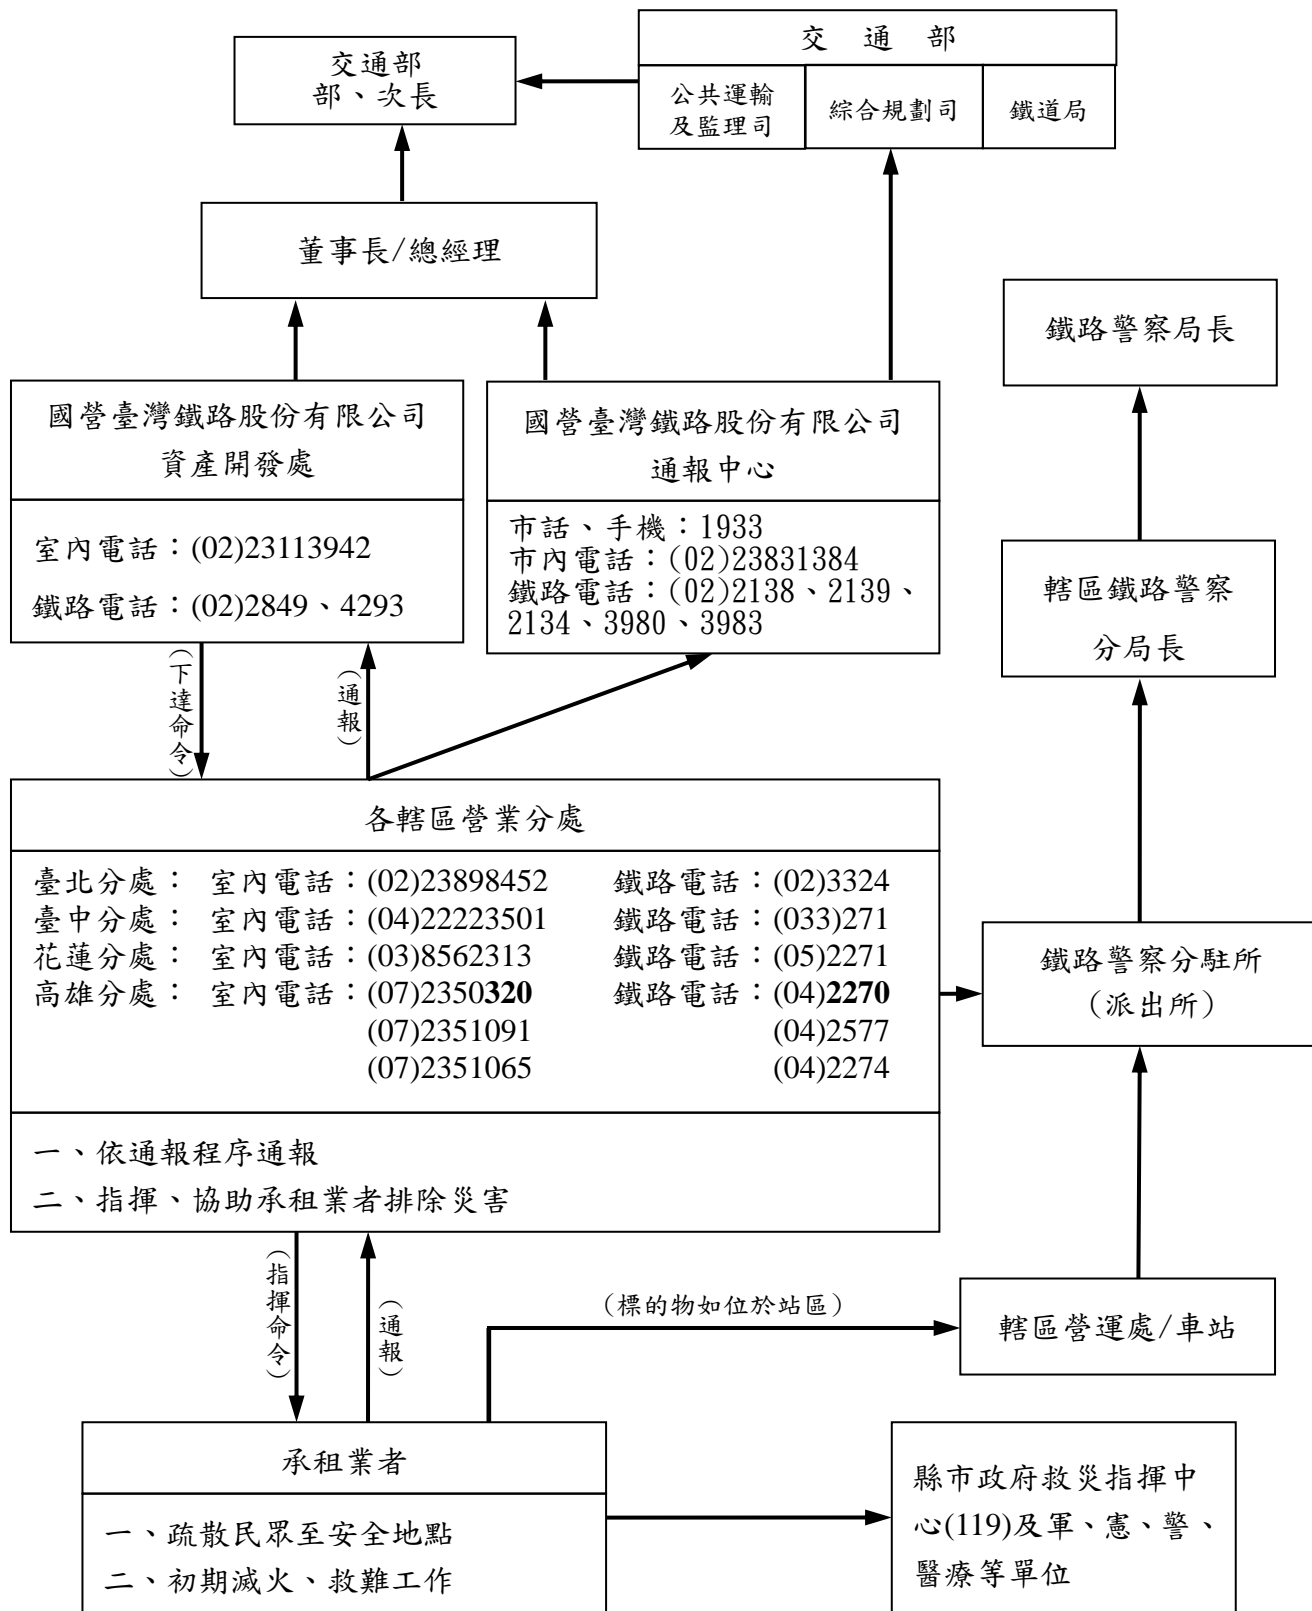 交通部
交通部
部、次長
公共運輸
及監理司
綜合規劃司
鐵道局
董事長/總經理
鐵路警察局長
國營臺灣鐵路股份有限公司
資產開發處
室內電話：(02)23113942
鐵路電話：(02)2849、4293
國營臺灣鐵路股份有限公司
通報中心
市話、手機：1933
市內電話：(02)23831384
鐵路電話：(02)2138、2139、
2134、3980、3983
轄區鐵路警察
分局長
（下達命令）
（通報）
各轄區營業分處
臺北分處： 室內電話：(02)23898452 鐵路電話：(02)3324
臺中分處： 室內電話：(04)22223501 鐵路電話：(033)271
花蓮分處： 室內電話：(03)8562313 鐵路電話：(05)2271
高雄分處： 室內電話：(07)2350320 鐵路電話：(04)2270
(07)2351091 (04)2577
(07)2351065 (04)2274
一、依通報程序通報
二、指揮、協助承租業者排除災害
鐵路警察分駐所
（派出所）
（指揮命令）
（通報）
（標的物如位於站區）
轄區營運處/車站
承租業者
一、疏散民眾至安全地點
二、初期滅火、救難工作
縣市政府救災指揮中
心(119)及軍、憲、警、
醫療等單位